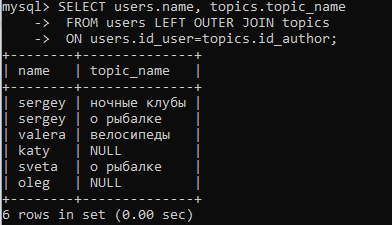 mysql> SELECT users.name, topics.topic_name
    -> FROM users LEFT OUTER JOIN topics
    -> ON users.id_user=topics.id_author;
+--------+--------------+
| name   | topic_name   |
+--------+--------------+
| sergey | ночные клубы |
| sergey | о рыбалке    |
| valera | велосипеды   |
| katy   | NULL         |
| sveta  | о рыбалке    |
| oleg   | NULL         |
+--------+--------------+
6 rows in set (0.00 sec)